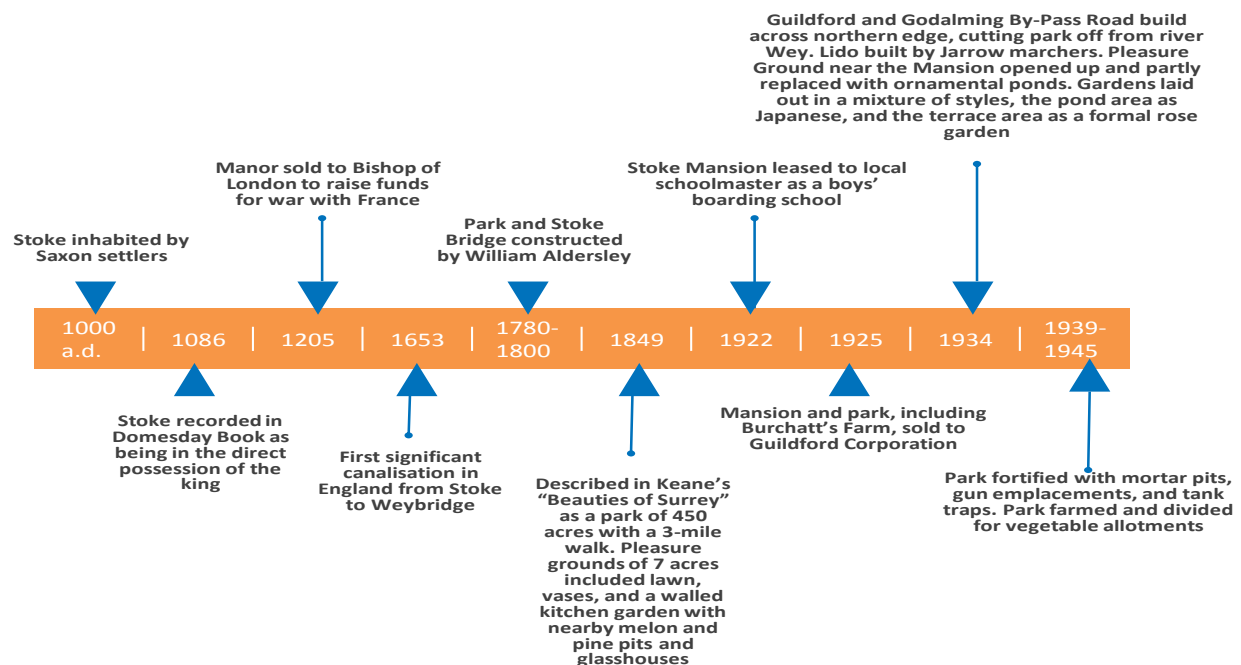 Guildford and Godalming By-Pass Road build
across northern edge, cutting park off from river
Wey. Lido built by Jarrow marchers. Pleasure
Ground near the Mansion opened up and partly
replaced with ornamental ponds. Gardens laid
out in a mixture of styles, the pond area as
Japanese, and the terrace area as a formal rose
garden
Manor sold to Bishop of
London to raise funds
for war with France
Stoke Mansion leased to local
schoolmaster as a boys’
boarding school
Park and Stoke
Bridge constructed
by William Aldersley
Stoke inhabited by
Saxon settlers
1000
a.d.
1086
1205
1653
1780-
1800
1849
1922
1925
1934
1939-
1945
Stoke recorded in
Domesday Book as
being in the direct
possession of the
king
First significant
canalisation in
England from Stoke
to Weybridge
Described in Keane’s
“Beauties of Surrey”
as a park of 450
acres with a 3-mile
walk. Pleasure
grounds of 7 acres
included lawn,
vases, and a walled
kitchen garden with
nearby melon and
pine pits and
glasshouses
Mansion and park, including
Burchatt’s Farm, sold to
Guildford Corporation
Park fortified with mortar pits,
gun emplacements, and tank
traps. Park farmed and divided
for vegetable allotments